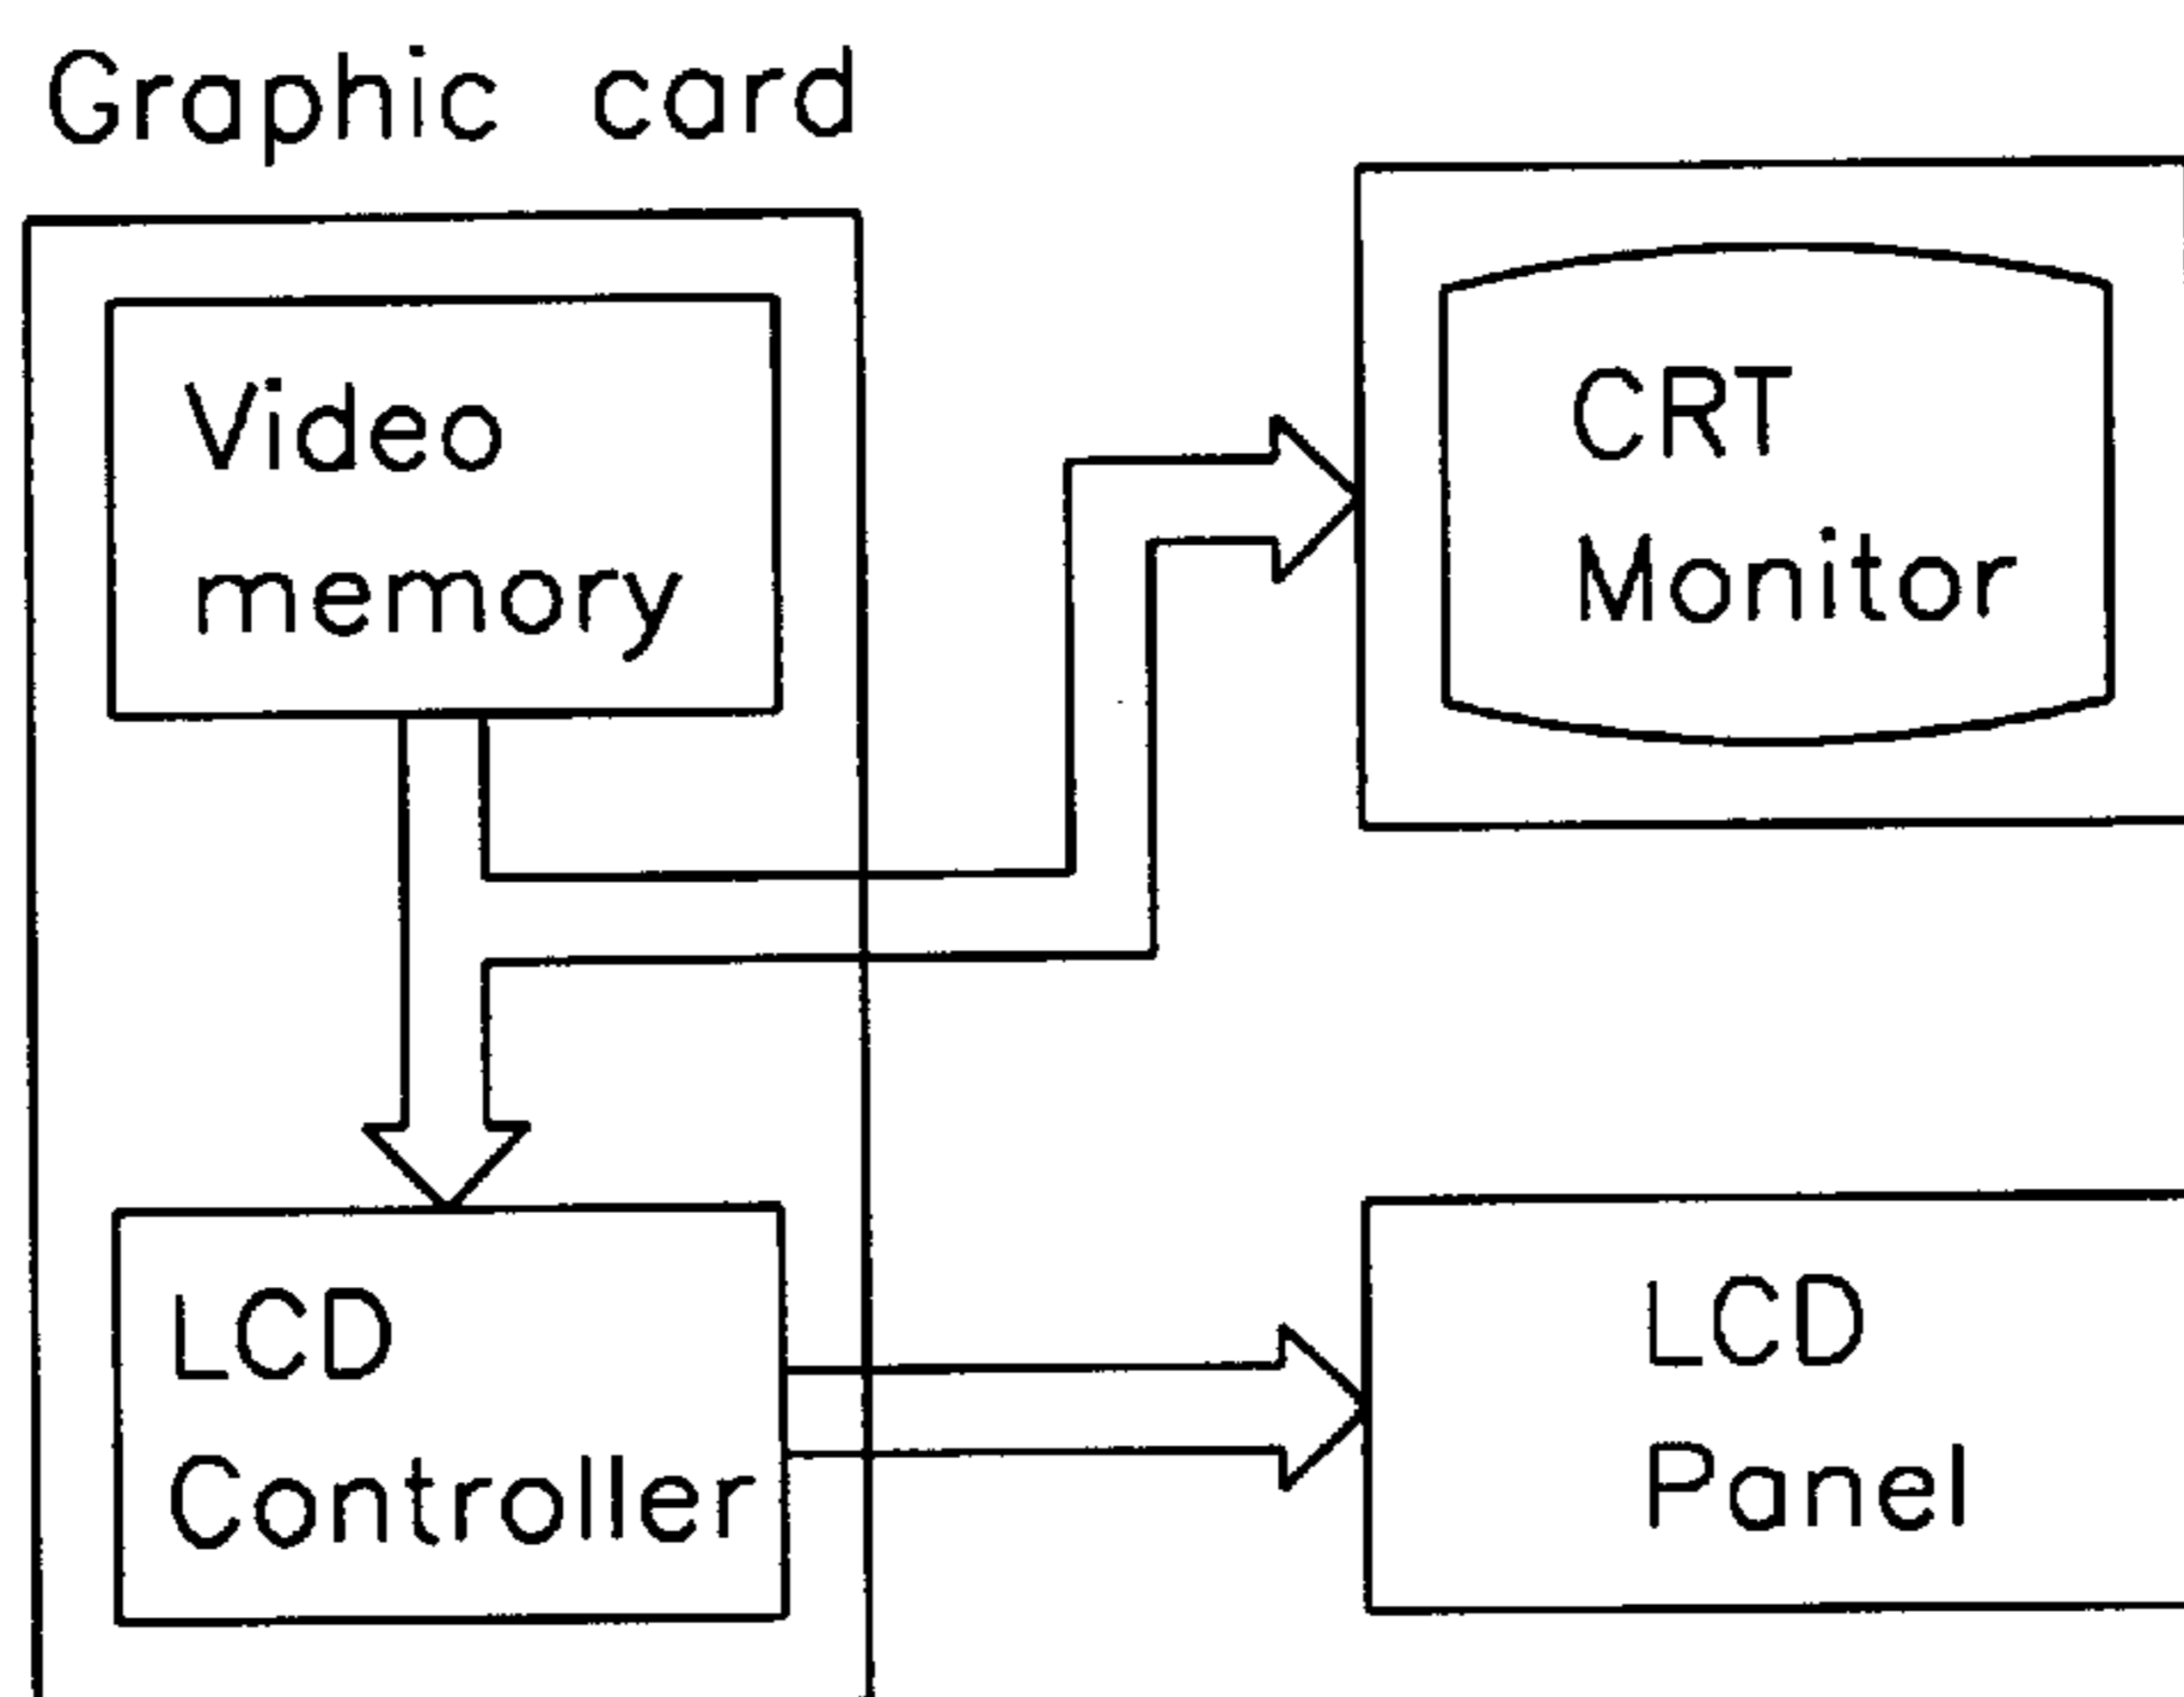 Graphic card
Video
memory
CRT
Monitor
LCD
Controller
LCD
Panel